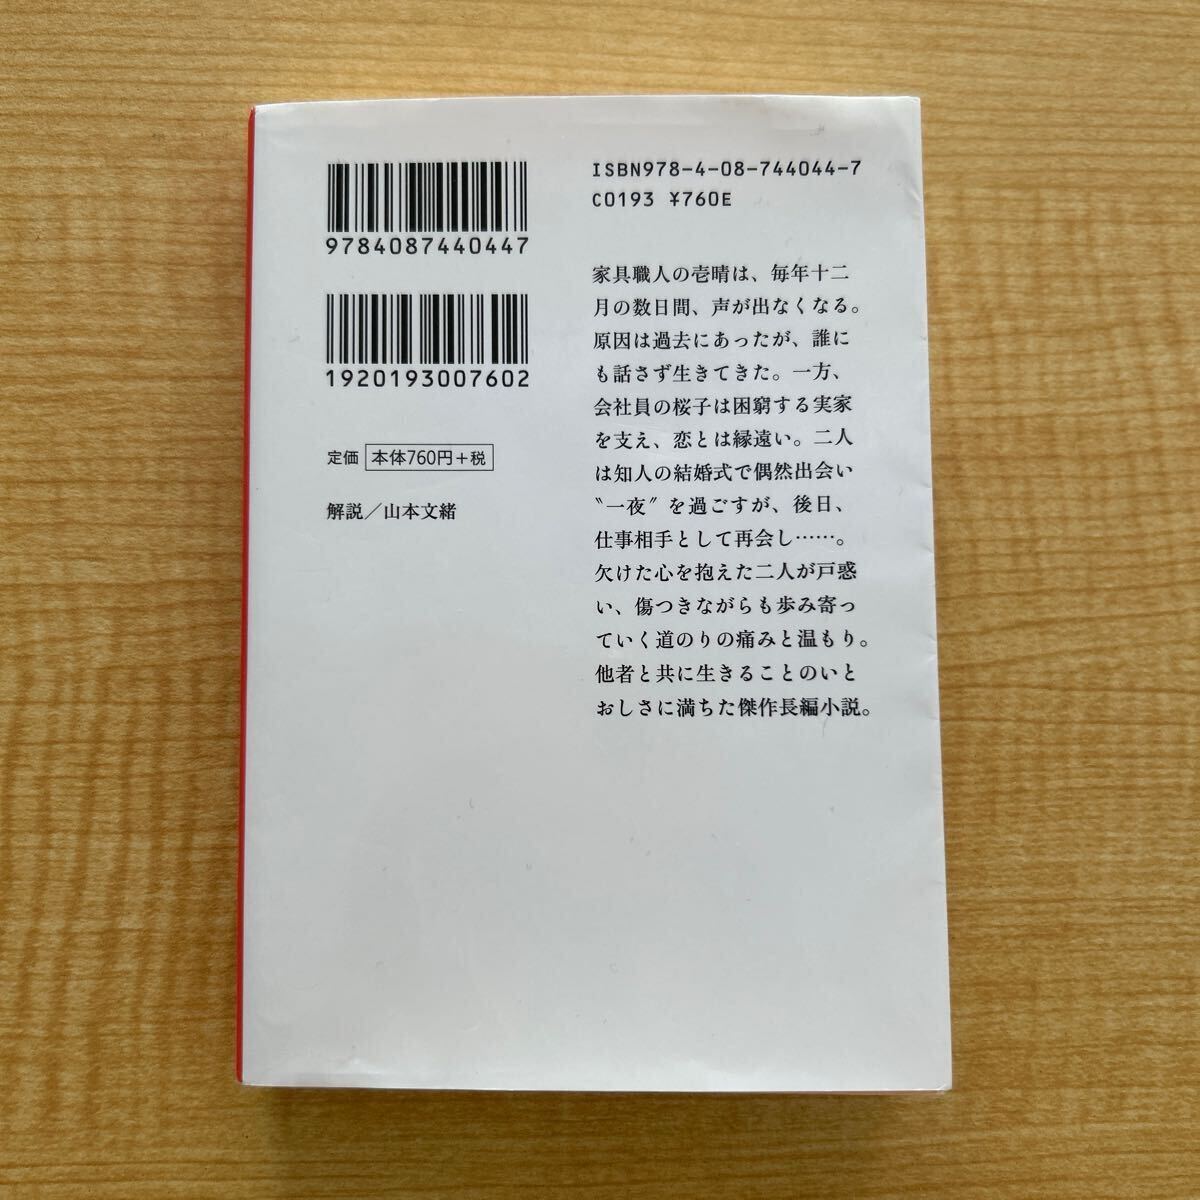 ISBN978-4-08-744044-7
C0193 ¥760E
9784087440447
1920193007602
定価 本体760円+税
解説／山本文緒
家具職人の壱晴は、毎年十二
月の数日間、声が出なくなる。
原因は過去にあったが、誰に
も話さず生きてきた。一方、
会社員の桜子は困窮する実家
を支え、恋とは縁遠い。二人
は知人の結婚式で偶然出会い
〝一夜〟を過ごすが、後日、
仕事相手として再会し……。
欠けた心を抱えた二人が戸惑
い、傷つきながらも歩み寄っ
ていく道のりの痛みと温もり。
他者と共に生きることのいと
おしさに満ちた傑作長編小説。